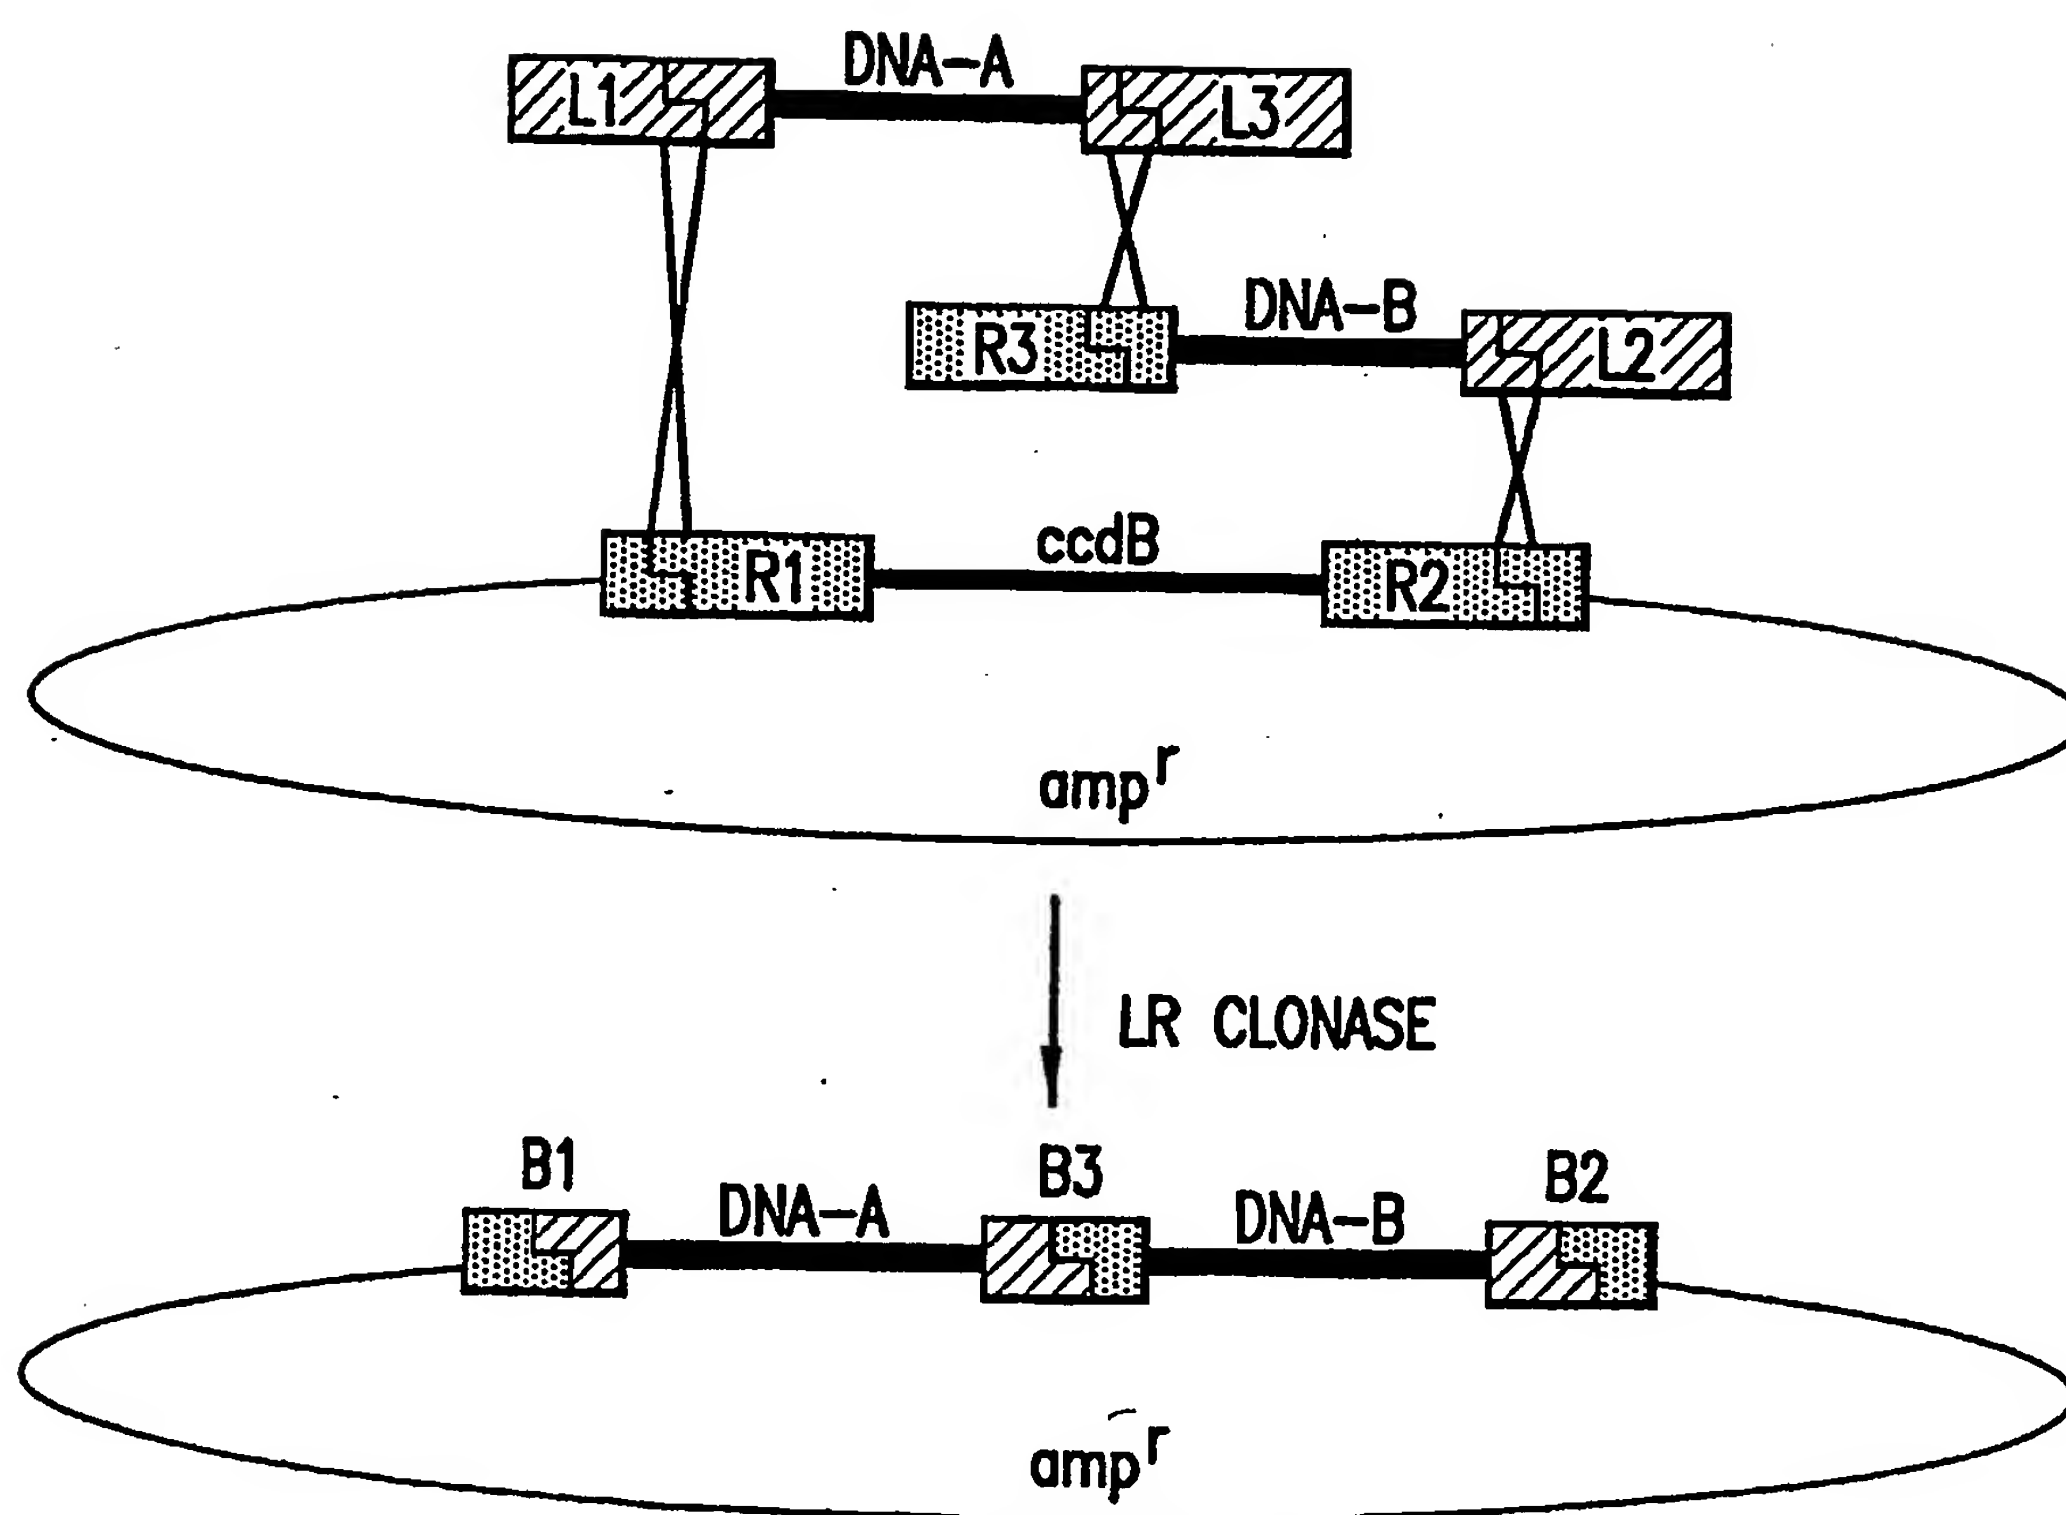 DNA-A
L1
L3
DNA-B
R3
L2
ccdB
R1
R2
amp^r
LR CLONASE
B1
B3
B2
DNA-A
DNA-B
amp^r